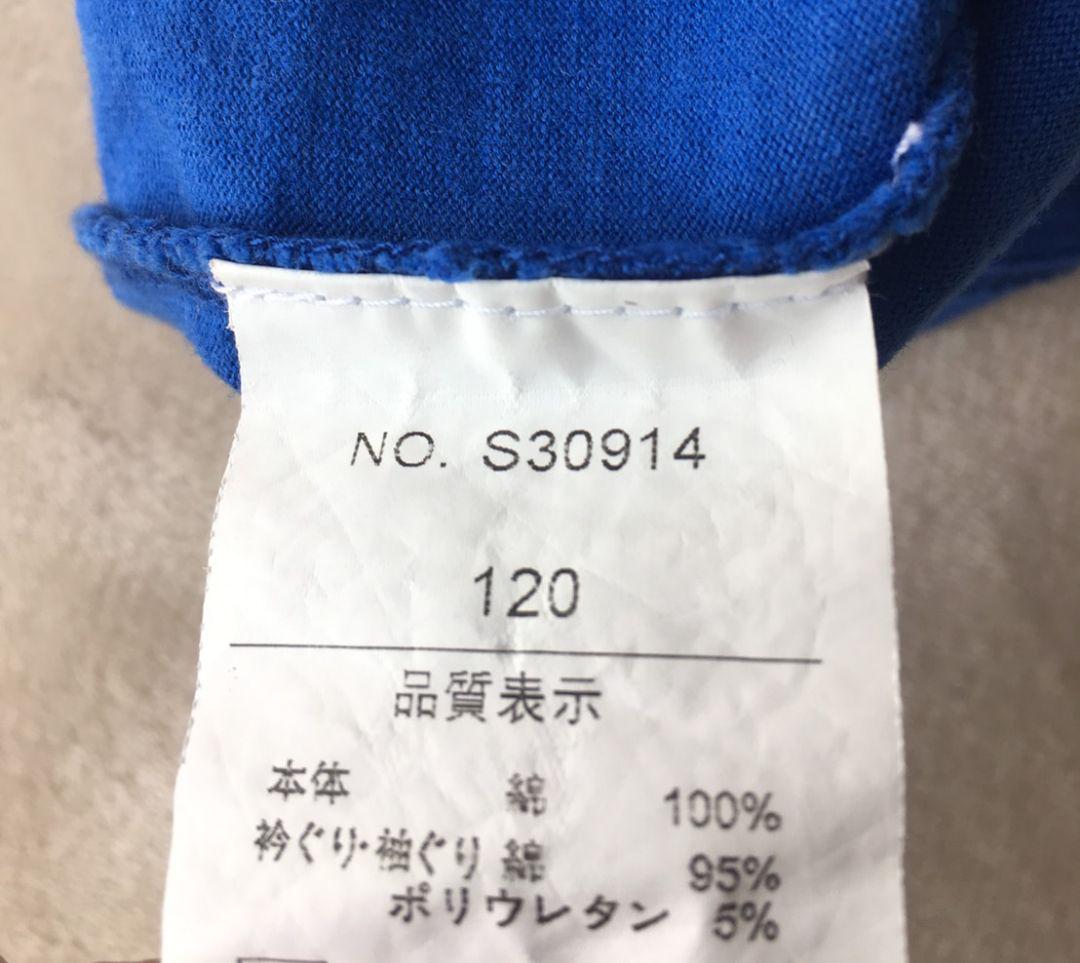 NO. S30914
120
品質表示
本体 綿 100%
衿ぐり・袖ぐり 綿 95%
ポリウレタン 5%